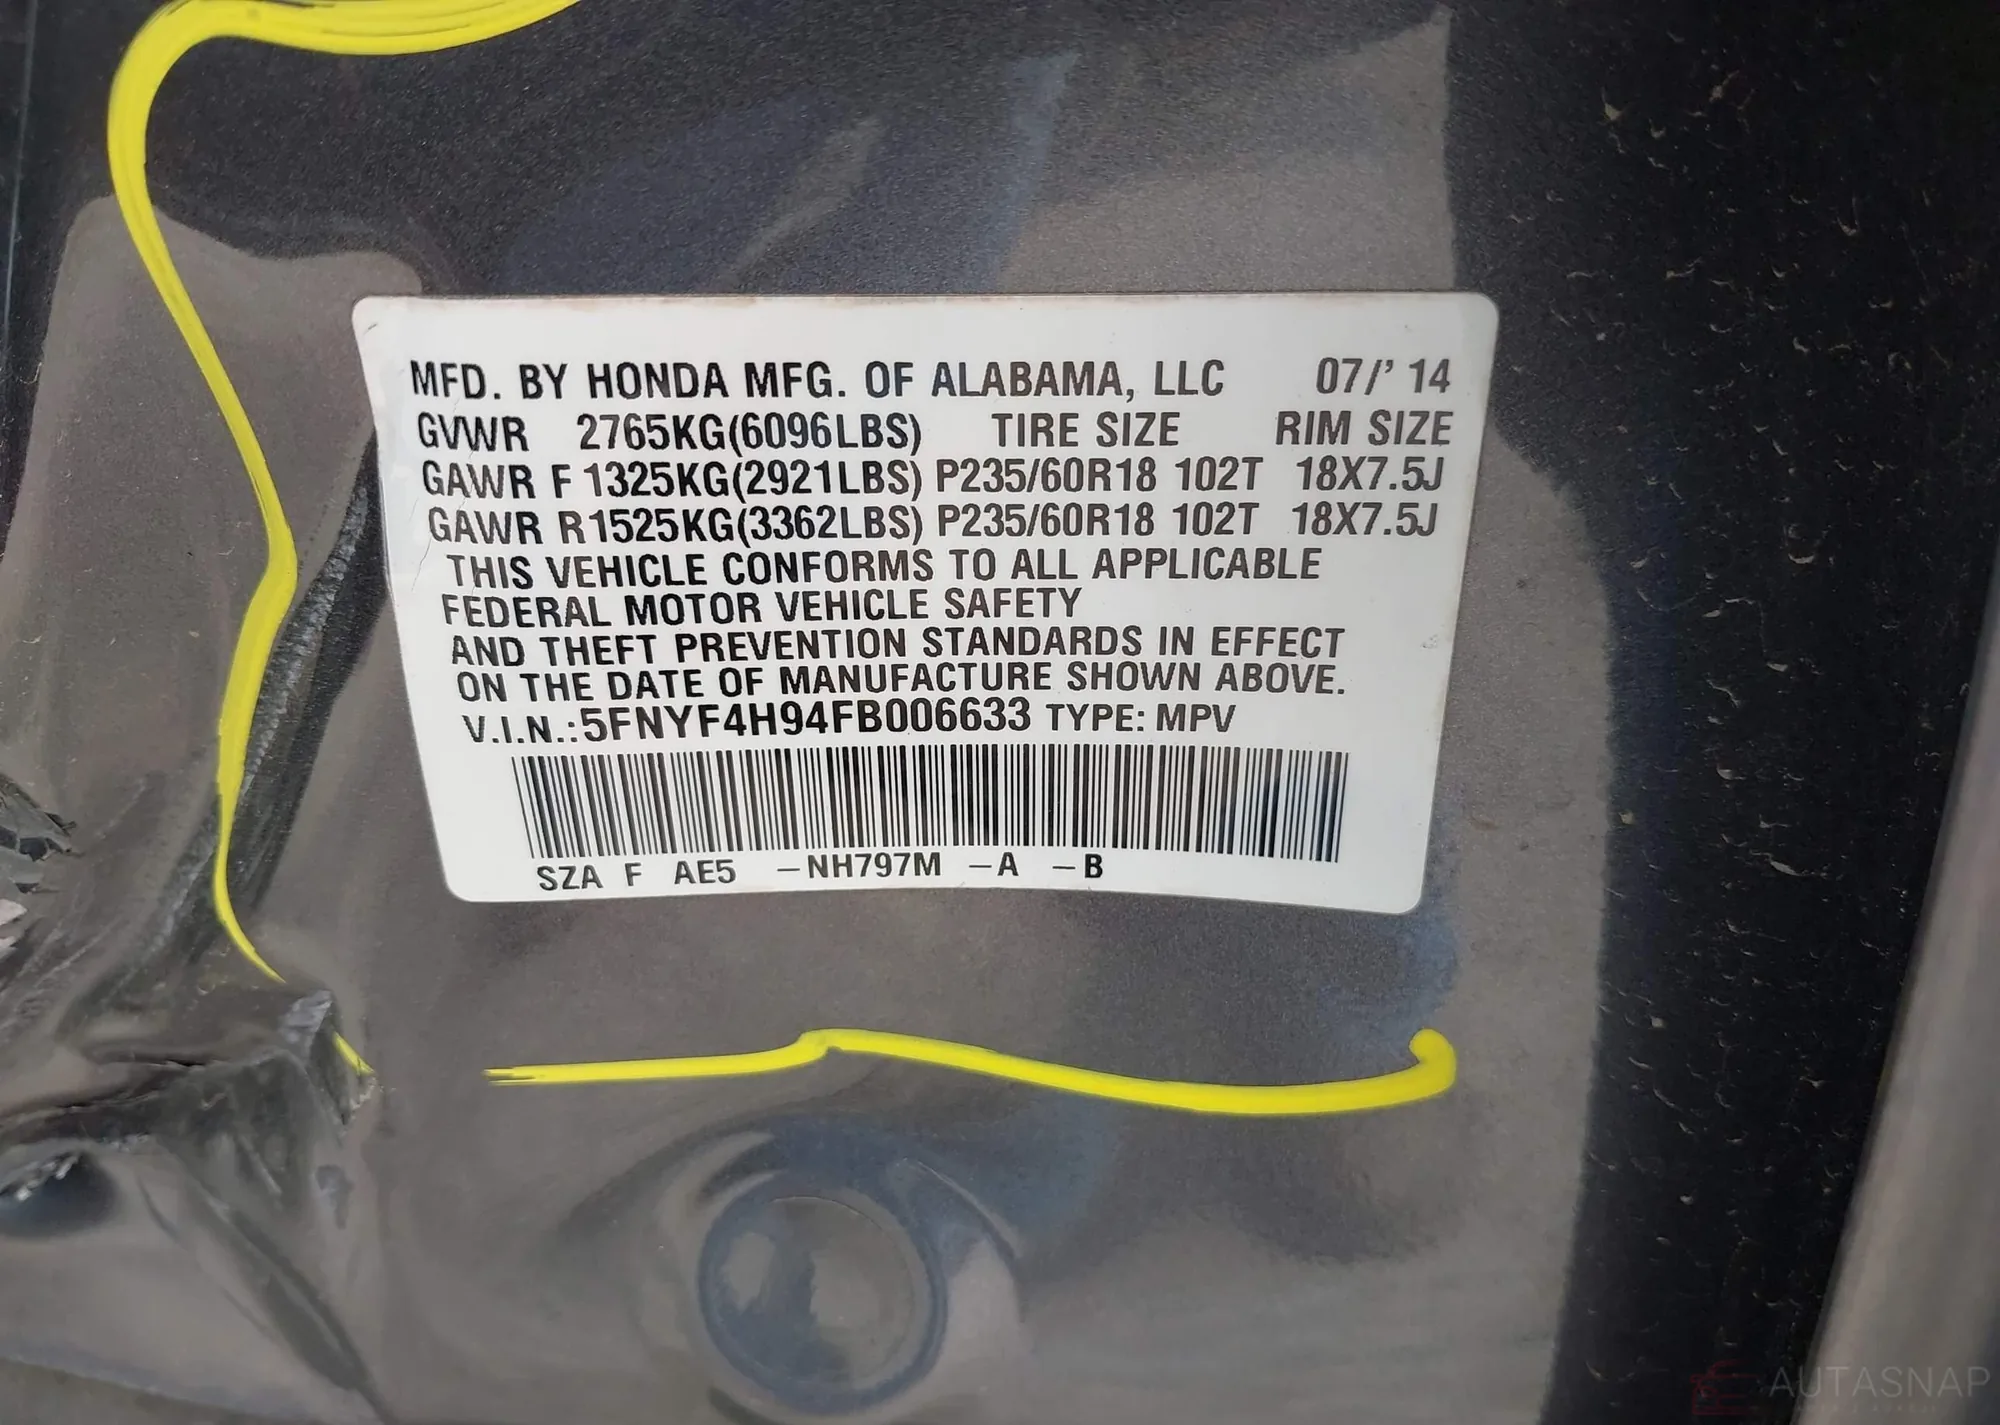 MFD. BY HONDA MFG. OF ALABAMA, LLC 07/' 14
GVWR 2765KG(6096LBS) TIRE SIZE RIM SIZE
GAWR F 1325KG(2921LBS) P235/60R18 102T 18X7.5J
GAWR R1525KG(3362LBS) P235/60R18 102T 18X7.5J
THIS VEHICLE CONFORMS TO ALL APPLICABLE
FEDERAL MOTOR VEHICLE SAFETY
AND THEFT PREVENTION STANDARDS IN EFFECT
ON THE DATE OF MANUFACTURE SHOWN ABOVE.
V.I.N.:5FNYF4H94FB006633 TYPE: MPV
SZA F AE5 -NH797M -A -B
AUTASNAP